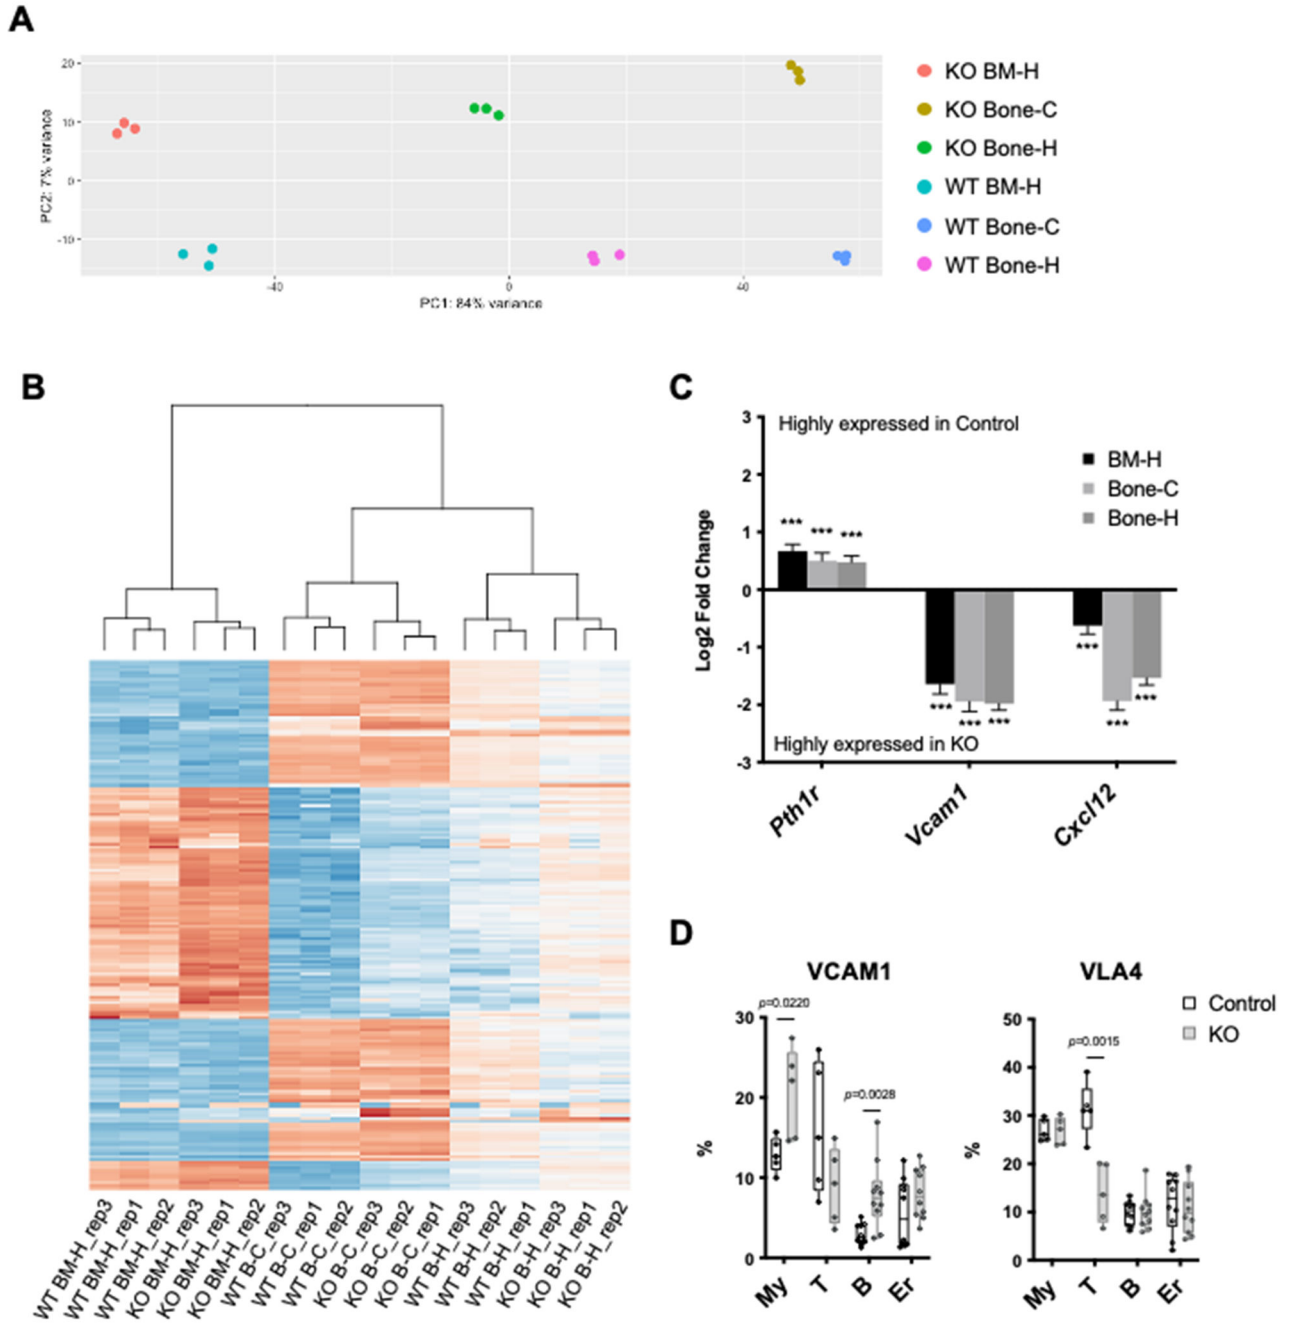 A
20
10
0
-10
PC2: 7% variance
-40
0
40
PC1: 84% variance
KO BM-H
KO Bone-C
KO Bone-H
WT BM-H
WT Bone-C
WT Bone-H
B
WT BM-H_rep3
WT BM-H_rep1
WT BM-H_rep2
KO BM-H_rep3
KO BM-H_rep1
KO BM-H_rep2
WT B-C_rep3
WT B-C_rep1
WT B-C_rep2
KO B-C_rep3
KO B-C_rep2
KO B-C_rep1
WT B-H_rep3
WT B-H_rep2
WT B-H_rep1
KO B-H_rep3
KO B-H_rep1
KO B-H_rep2
C
3
2
1
0
-1
-2
-3
Log2 Fold Change
Highly expressed in Control
BM-H
Bone-C
Bone-H
*** *** ***
*** *** ***
*** *** ***
Highly expressed in KO
Pth1r
Vcam1
Cxcl12
D
VCAM1
p=0.0220
p=0.0028
30
20
10
0
%
My
T
B
Er
VLA4
p=0.0015
50
40
30
20
10
0
%
My
T
B
Er
Control
KO